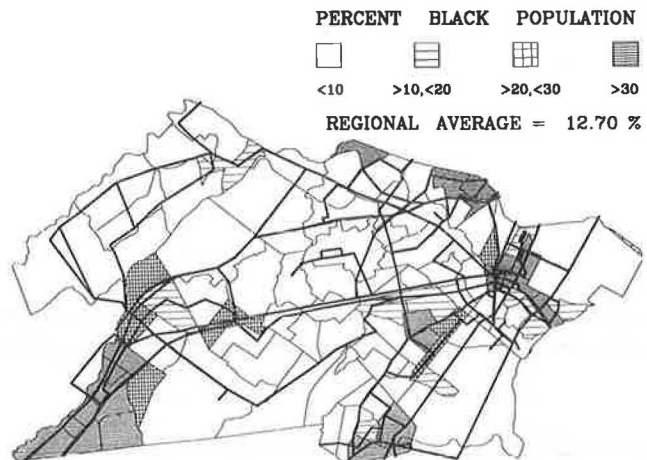 PERCENT BLACK POPULATION
<10 >10,<20 >20,<30 >30
REGIONAL AVERAGE = 12.70 %